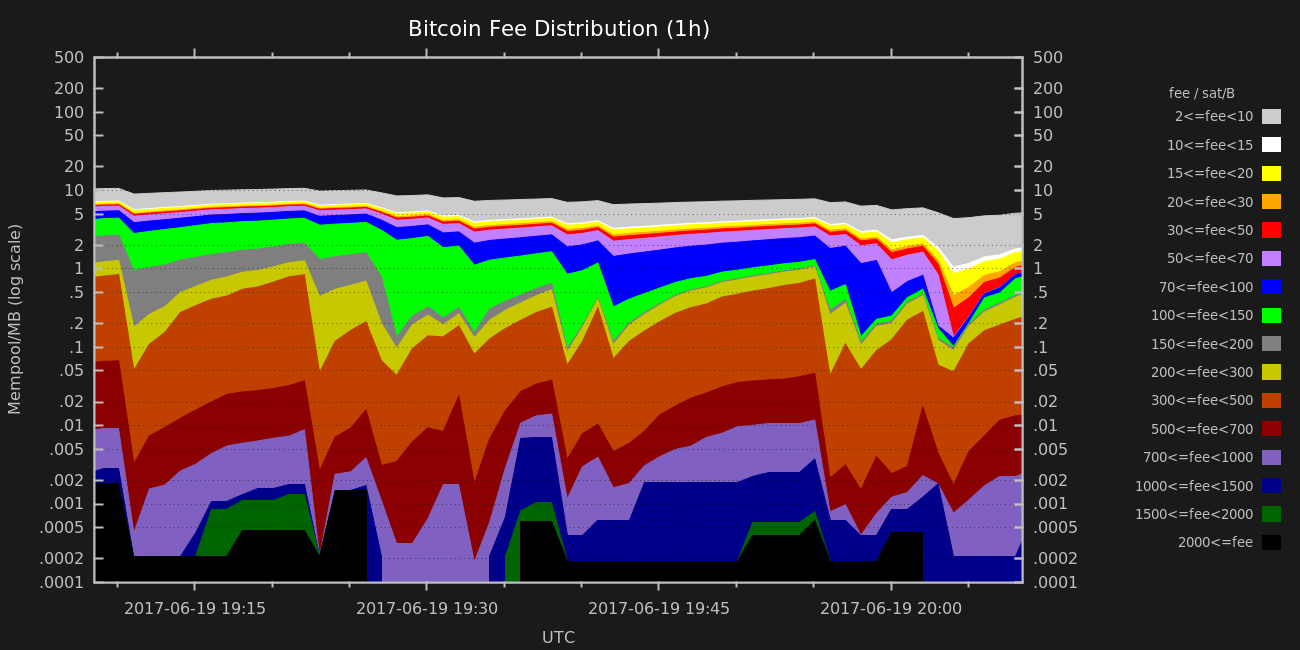 Bitcoin Fee Distribution (1h)
Mempool/MB (log scale)
500
200
100
50
20
10
5
2
1
.5
.2
.1
.05
.02
.01
.005
.002
.001
.0005
.0002
.0001
500
200
100
50
20
10
5
2
1
.5
.2
.1
.05
.02
.01
.005
.002
.001
.0005
.0002
.0001
2017-06-19 19:15
2017-06-19 19:30
2017-06-19 19:45
2017-06-19 20:00
UTC
fee / sat/B
2<=fee<10
10<=fee<15
15<=fee<20
20<=fee<30
30<=fee<50
50<=fee<70
70<=fee<100
100<=fee<150
150<=fee<200
200<=fee<300
300<=fee<500
500<=fee<700
700<=fee<1000
1000<=fee<1500
1500<=fee<2000
2000<=fee